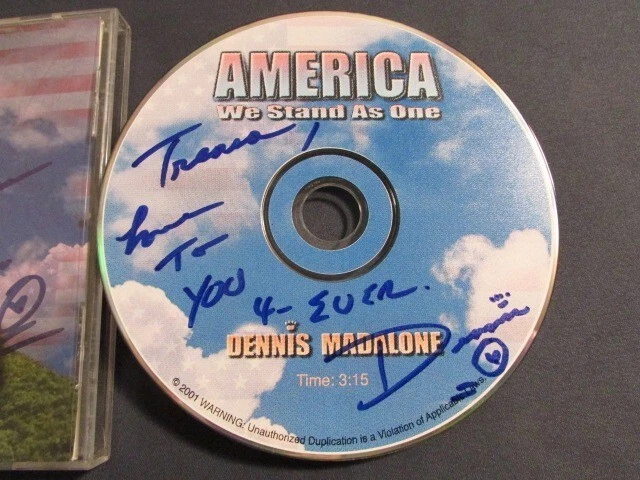 AMERICA
We Stand As One
Love
To
YOU
4-EVER.
DENNIS MADALONE
Dennis
Time: 3:15
© 2001 WARNING: Unauthorized Duplication is a Violation of Applicable Laws.